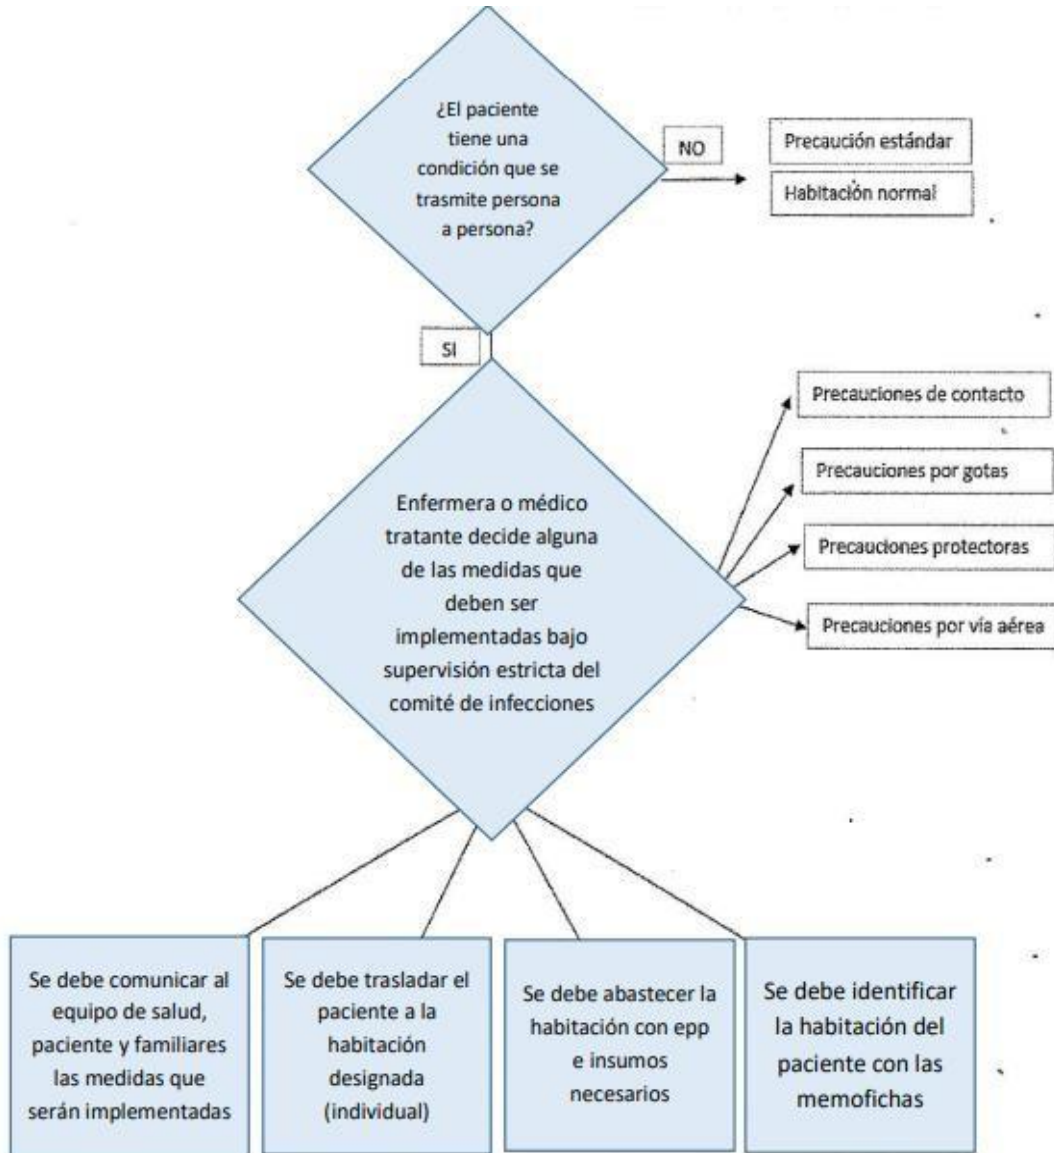 ¿El paciente
tiene una
condición que se
trasmite persona
a persona?
NO
Precaución estándar
Habitación normal
SI
Enfermera o médico
tratante decide alguna
de las medidas que
deben ser
implementadas bajo
supervisión estricta del
comité de infecciones
Precauciones de contacto
Precauciones por gotas
Precauciones protectoras
Precauciones por vía aérea
Se debe comunicar al
equipo de salud,
paciente y familiares
las medidas que
serán implementadas
Se debe trasladar el
paciente a la
habitación
designada
(individual)
Se debe abastecer la
habitación con epp
e insumos
necesarios
Se debe identificar
la habitación del
paciente con las
memofichas